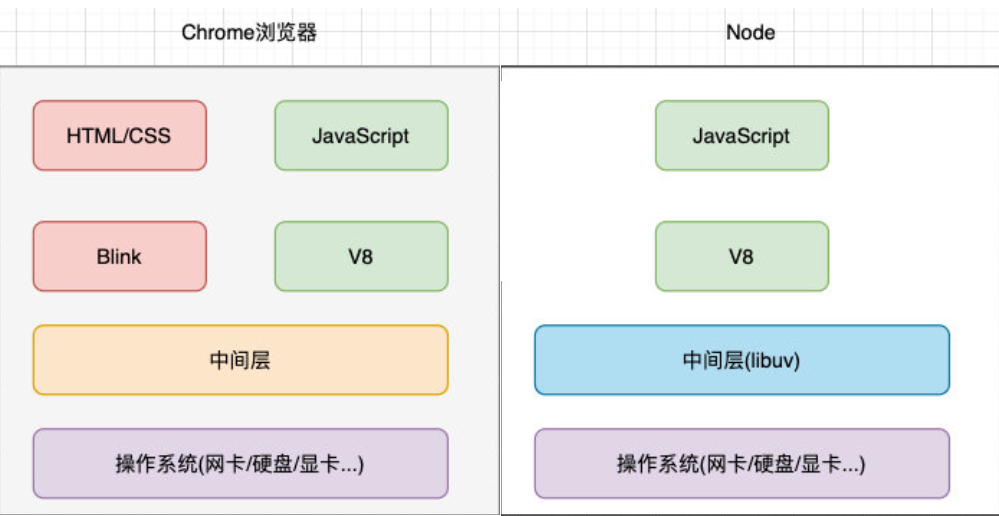 Chrome浏览器
HTML/CSS
JavaScript
Blink
V8
中间层
操作系统(网卡/硬盘/显卡...)
Node
JavaScript
V8
中间层(libuv)
操作系统(网卡/硬盘/显卡...)